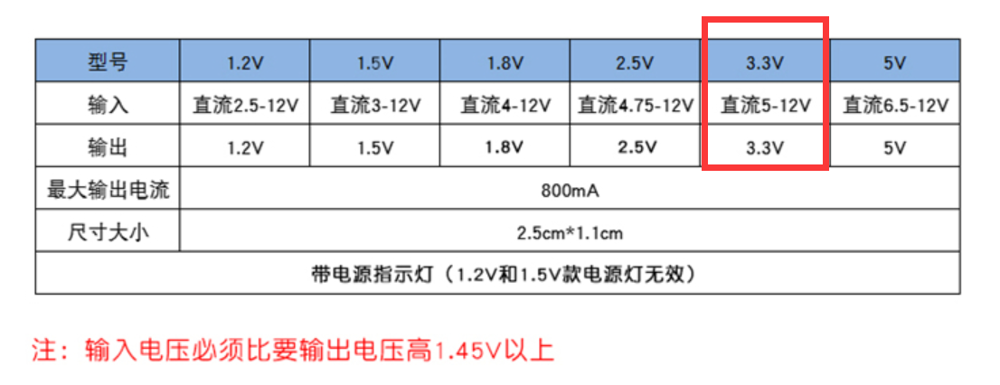 型号 1.2V 1.5V 1.8V 2.5V 3.3V 5V
输入 直流2.5-12V 直流3-12V 直流4-12V 直流4.75-12V 直流5-12V 直流6.5-12V
输出 1.2V 1.5V 1.8V 2.5V 3.3V 5V
最大输出电流 800mA
尺寸大小 2.5cm*1.1cm
带电源指示灯（1.2V和1.5V款电源灯无效）
注：输入电压必须比要输出电压高1.45V以上